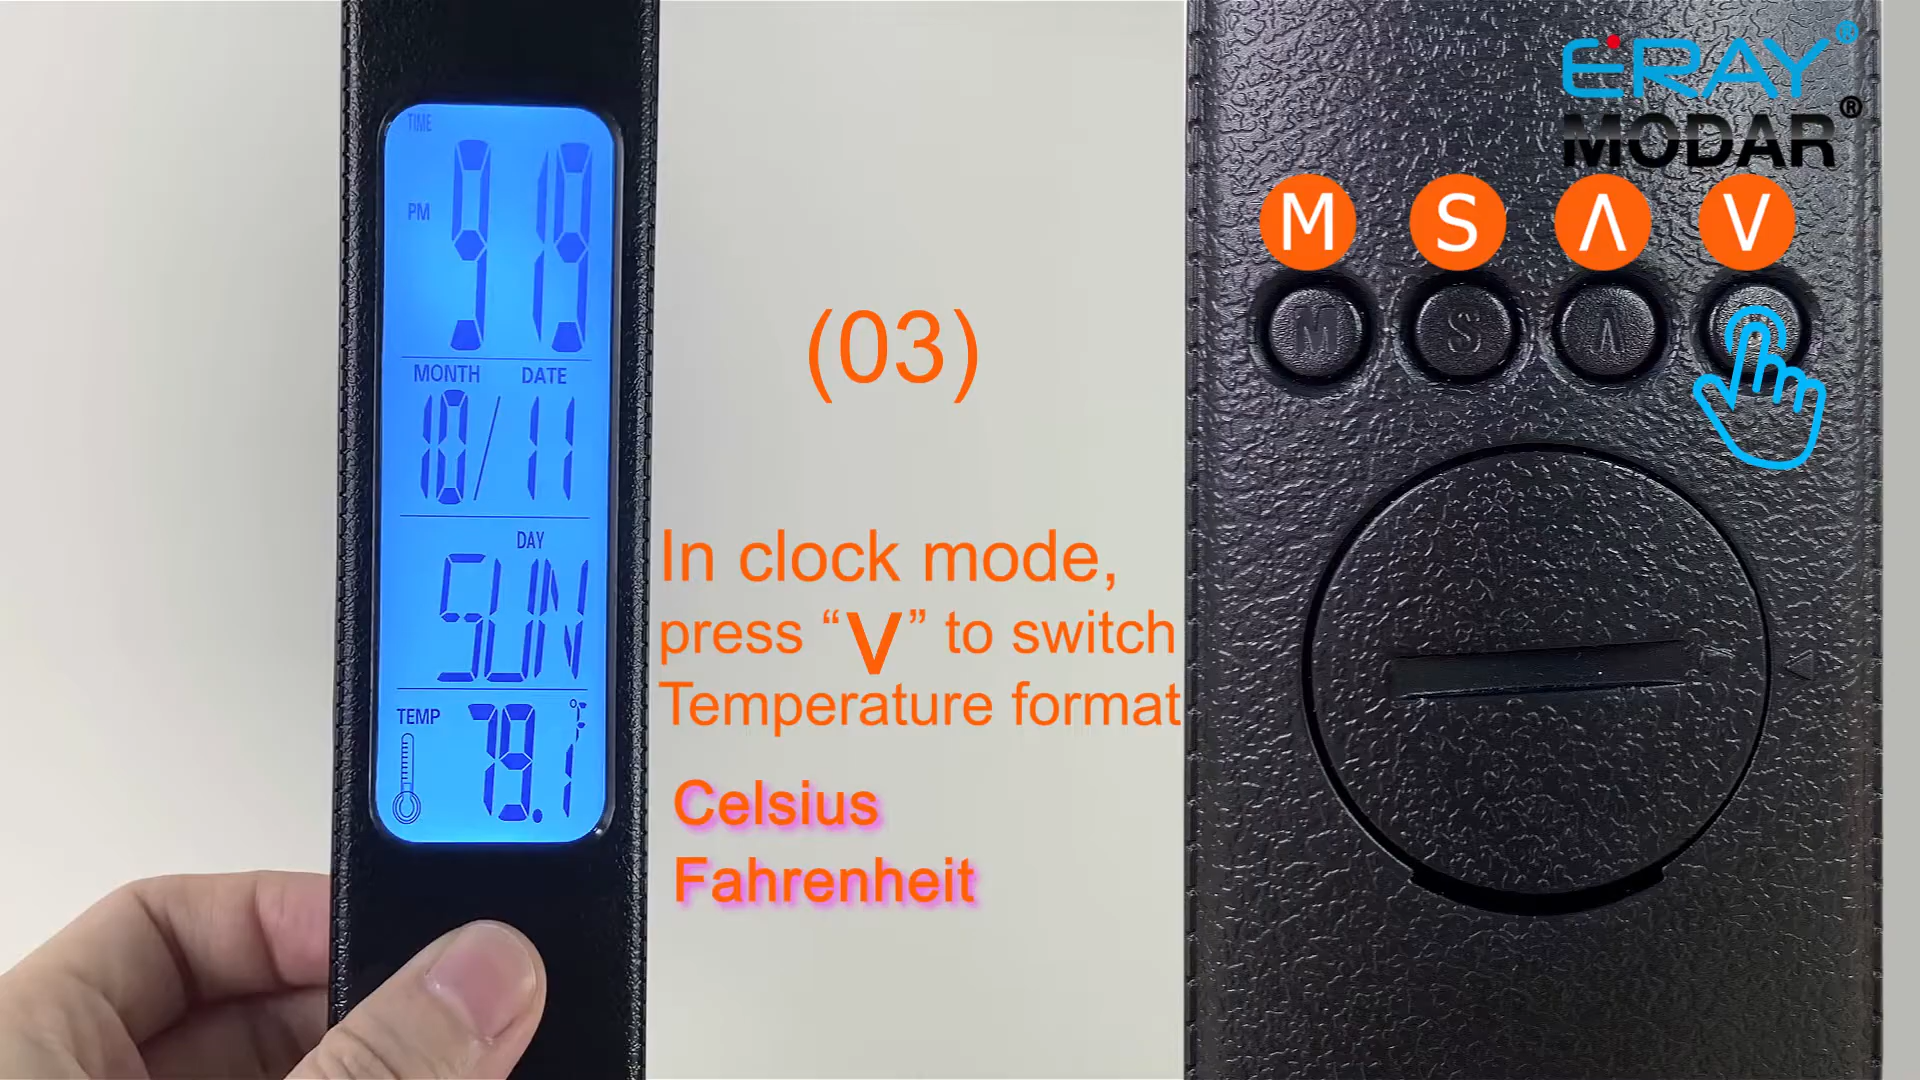 TIME
PM
9 19
MONTH DATE
10/11
DAY
SUN
TEMP
79.1 °F
(03)
In clock mode,
press “V” to switch
Temperature format
Celsius
Fahrenheit
ERAY®
MODAR®
M S Λ V
M S Λ